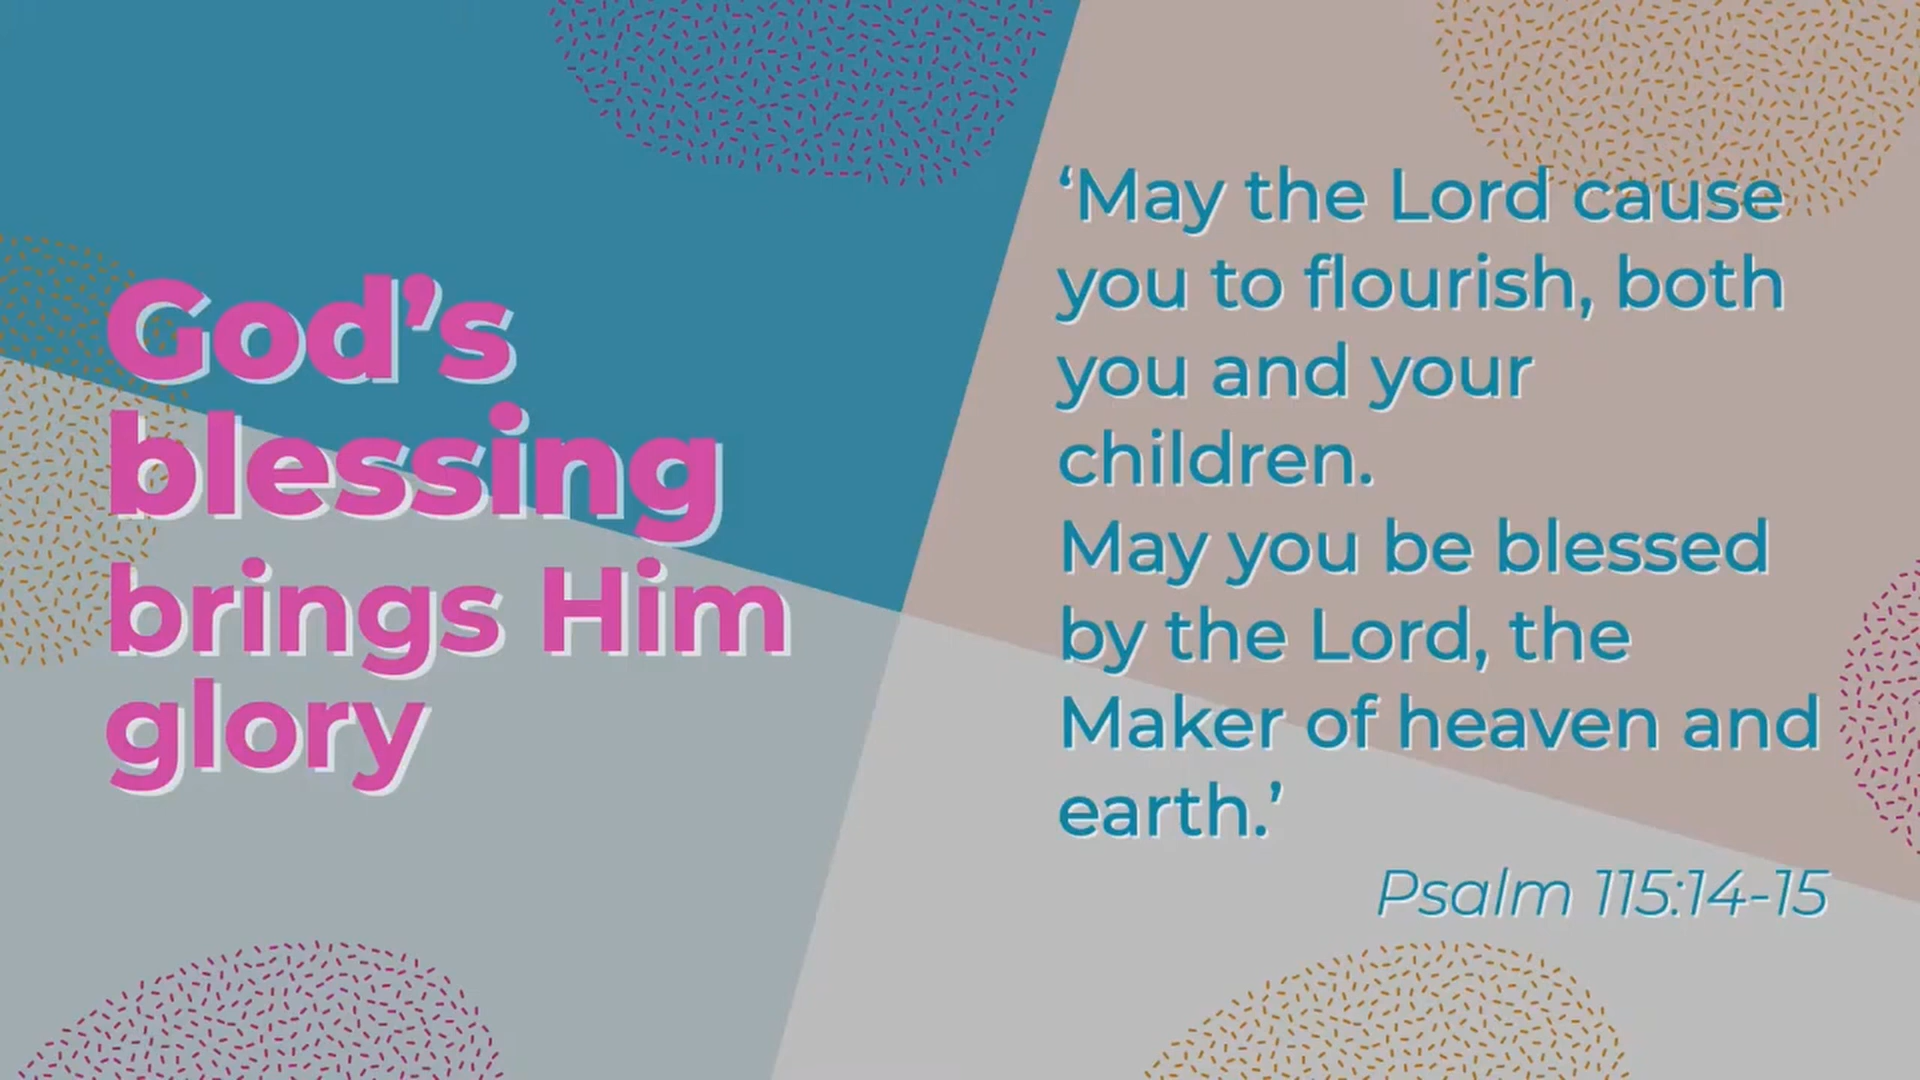 God’s
blessing
brings Him
glory
‘May the Lord cause
you to flourish, both
you and your
children.
May you be blessed
by the Lord, the
Maker of heaven and
earth.’
Psalm 115:14-15